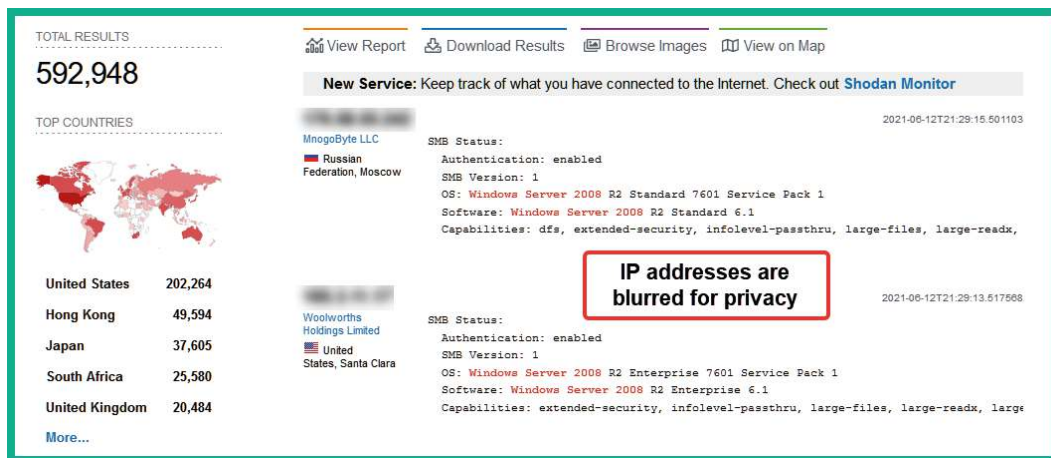 TOTAL RESULTS
592,948
TOP COUNTRIES
United States 202,264
Hong Kong 49,594
Japan 37,605
South Africa 25,580
United Kingdom 20,484
More...
View Report Download Results Browse Images View on Map
New Service: Keep track of what you have connected to the Internet. Check out Shodan Monitor
2021-06-12T21:29:15.501103
MnogoByte LLC
Russian
Federation, Moscow
SMB Status:
Authentication: enabled
SMB Version: 1
OS: Windows Server 2008 R2 Standard 7601 Service Pack 1
Software: Windows Server 2008 R2 Standard 6.1
Capabilities: dfs, extended-security, infolevel-passthru, large-files, large-readx,
IP addresses are
blurred for privacy
2021-06-12T21:29:13.517568
Woolworths
Holdings Limited
United
States, Santa Clara
SMB Status:
Authentication: enabled
SMB Version: 1
OS: Windows Server 2008 R2 Enterprise 7601 Service Pack 1
Software: Windows Server 2008 R2 Enterprise 6.1
Capabilities: extended-security, infolevel-passthru, large-files, large-readx, large